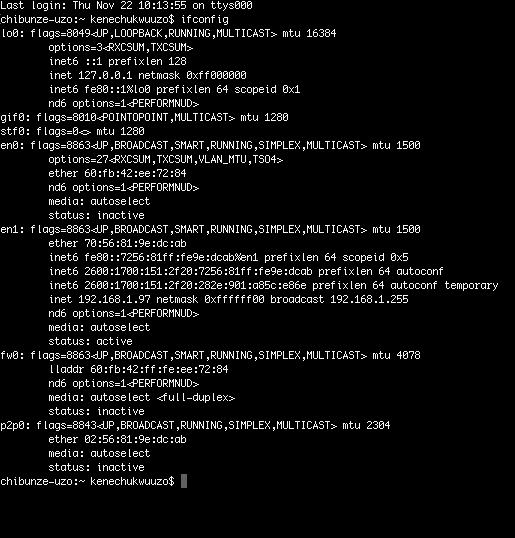 Last login: Thu Nov 22 10:13:55 on ttys000
chibunze-uzo:~ kenechukwuuzo$ ifconfig
lo0: flags=8049<UP,LOOPBACK,RUNNING,MULTICAST> mtu 16384
options=3<RXCSUM,TXCSUM>
inet6 ::1 prefixlen 128
inet 127.0.0.1 netmask 0xff000000
inet6 fe80::1%lo0 prefixlen 64 scopeid 0x1
nd6 options=1<PERFORMNUD>
gif0: flags=8010<POINTOPOINT,MULTICAST> mtu 1280
stf0: flags=0<> mtu 1280
en0: flags=8863<UP,BROADCAST,SMART,RUNNING,SIMPLEX,MULTICAST> mtu 1500
options=27<RXCSUM,TXCSUM,VLAN_MTU,TSO4>
ether 60:fb:42:ee:72:84
nd6 options=1<PERFORMNUD>
media: autoselect
status: inactive
en1: flags=8863<UP,BROADCAST,SMART,RUNNING,SIMPLEX,MULTICAST> mtu 1500
ether 70:56:81:9e:dc:ab
inet6 fe80::7256:81ff:fe9e:dcab%en1 prefixlen 64 scopeid 0x5
inet6 2600:1700:151:2f20:7256:81ff:fe9e:dcab prefixlen 64 autoconf
inet6 2600:1700:151:2f20:282e:901:a85c:e86e prefixlen 64 autoconf temporary
inet 192.168.1.97 netmask 0xffffff00 broadcast 192.168.1.255
nd6 options=1<PERFORMNUD>
media: autoselect
status: active
fw0: flags=8863<UP,BROADCAST,SMART,RUNNING,SIMPLEX,MULTICAST> mtu 4078
lladdr 60:fb:42:ff:fe:ee:72:84
nd6 options=1<PERFORMNUD>
media: autoselect <full-duplex>
status: inactive
p2p0: flags=8843<UP,BROADCAST,RUNNING,SIMPLEX,MULTICAST> mtu 2304
ether 02:56:81:9e:dc:ab
media: autoselect
status: inactive
chibunze-uzo:~ kenechukwuuzo$